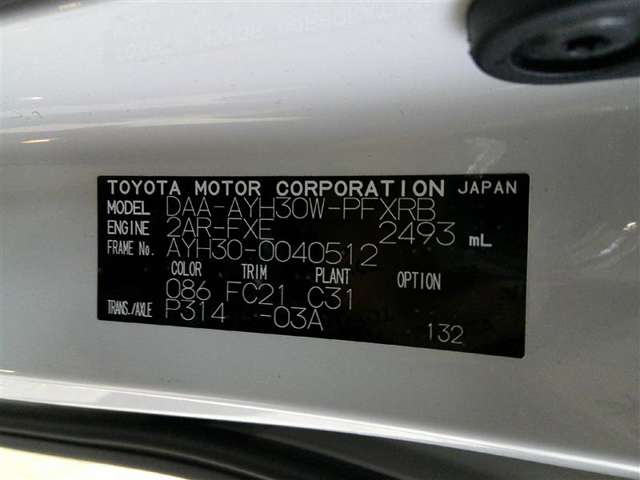 TOYOTA MOTOR CORPORATION JAPAN
MODEL DAA-AYH30W-PFXRB
ENGINE 2AR-FXE 2493 mL
FRAME No. AYH30-0040512
COLOR TRIM PLANT OPTION
086 FC21 C31
TRANS./AXLE P314 -03A
132